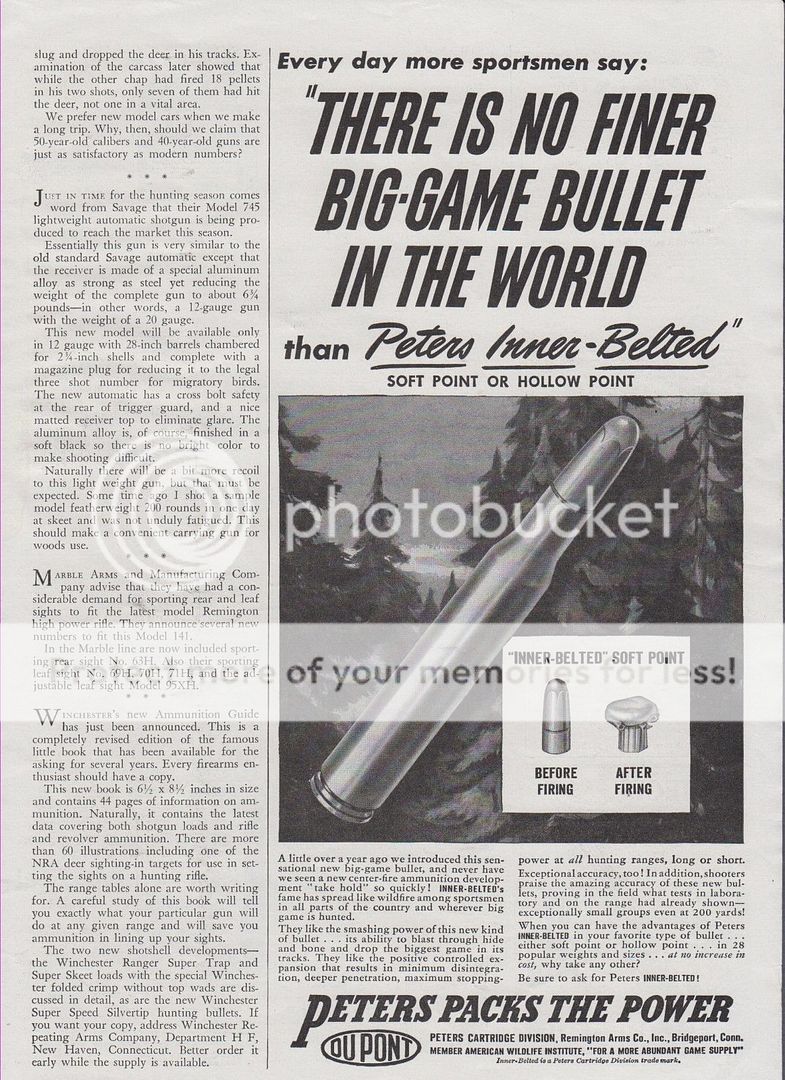 slug and dropped the deer in his tracks. Ex-
amination of the carcass later showed that
while the other chap had fired 18 pellets
in his two shots, only seven of them had hit
the deer, not one in a vital area.
We prefer new model cars when we make
a long trip. Why, then, should we claim that
50-year-old calibers and 40-year-old guns are
just as satisfactory as modern numbers?
* * *
JUST IN TIME for the hunting season comes
word from Savage that their Model 745
lightweight automatic shotgun is being pro-
duced to reach the market this season.
Essentially this gun is very similar to the
old standard Savage automatic except that
the receiver is made of a special aluminum
alloy as strong as steel yet reducing the
weight of the complete gun to about 6¾
pounds—in other words, a 12-gauge gun
with the weight of a 20 gauge.
This new model will be available only
in 12 gauge with 28-inch barrels chambered
for 2¾-inch shells and complete with a
magazine plug for reducing it to the legal
three shot number for migratory birds.
The new automatic has a cross bolt safety
at the rear of trigger guard, and a nice
matted receiver top to eliminate glare. The
aluminum alloy is, of course, finished in a
soft black so there is no bright color to
make shooting difficult.
Naturally there will be a bit more recoil
to this light weight gun, but that must be
expected. Some time ago I shot a sample
model featherweight 200 rounds in one day
at skeet and was not unduly fatigued. This
should make a convenient carrying gun for
woods use.
* *
MARBLE ARMS and Manufacturing Com-
pany advise that they have had a con-
siderable demand for sporting rear and leaf
sights to fit the latest model Remington
high power rifle. They announce several new
numbers to fit this Model 141.
In the Marble line are now included sport-
ing rear sight No. 63H. Also their sporting
leaf sight No. 69H, 70H, 71H, and the ad-
justable leaf sight Model 95XH.
* * *
WINCHESTER'S new Ammunition Guide
has just been announced. This is a
completely revised edition of the famous
little book that has been available for the
asking for several years. Every firearms en-
thusiast should have a copy.
This new book is 6½ x 8½ inches in size
and contains 44 pages of information on am-
munition. Naturally, it contains the latest
data covering both shotgun loads and rifle
and revolver ammunition. There are more
than 60 illustrations including one of the
NRA deer sighting-in targets for use in set-
ting the sights on a hunting rifle.
The range tables alone are worth writing
for. A careful study of this book will tell
you exactly what your particular gun will
do at any given range and will save you
ammunition in lining up your sights.
The two new shotshell developments—
the Winchester Ranger Super Trap and
Super Skeet loads with the special Winches-
ter folded crimp without top wads are dis-
cussed in detail, as are the new Winchester
Super Speed Silvertip hunting bullets. If
you want your copy, address Winchester Re-
peating Arms Company, Department H F,
New Haven, Connecticut. Better order it
early while the supply is available.
Every day more sportsmen say:
"THERE IS NO FINER
BIG-GAME BULLET
IN THE WORLD
than Peters Inner-Belted"
SOFT POINT OR HOLLOW POINT
photobucket
of your memories for less!
"INNER-BELTED" SOFT POINT
BEFORE FIRING
AFTER FIRING
A little over a year ago we introduced this sen-
sational new big-game bullet, and never have
we seen a new center-fire ammunition develop-
ment "take hold" so quickly! INNER-BELTED'S
fame has spread like wildfire among sportsmen
in all parts of the country and wherever big
game is hunted.
They like the smashing power of this new kind
of bullet . . . its ability to blast through hide
and bone and drop the biggest game in its
tracks. They like the positive controlled ex-
pansion that results in minimum disintegra-
tion, deeper penetration, maximum stopping-
power at all hunting ranges, long or short.
Exceptional accuracy, too! In addition, shooters
praise the amazing accuracy of these new bul-
lets, proving in the field what tests in labora-
tory and on the range had already shown—
exceptionally small groups even at 200 yards!
When you can have the advantages of Peters
INNER-BELTED in your favorite type of bullet . . .
either soft point or hollow point . . . in 28
popular weights and sizes . . . at no increase in
cost, why take any other?
Be sure to ask for Peters INNER-BELTED!
PETERS PACKS THE POWER
DU PONT
PETERS CARTRIDGE DIVISION, Remington Arms Co., Inc., Bridgeport, Conn.
MEMBER AMERICAN WILDLIFE INSTITUTE, "FOR A MORE ABUNDANT GAME SUPPLY"
Inner-Belted is a Peters Cartridge Division trade mark.